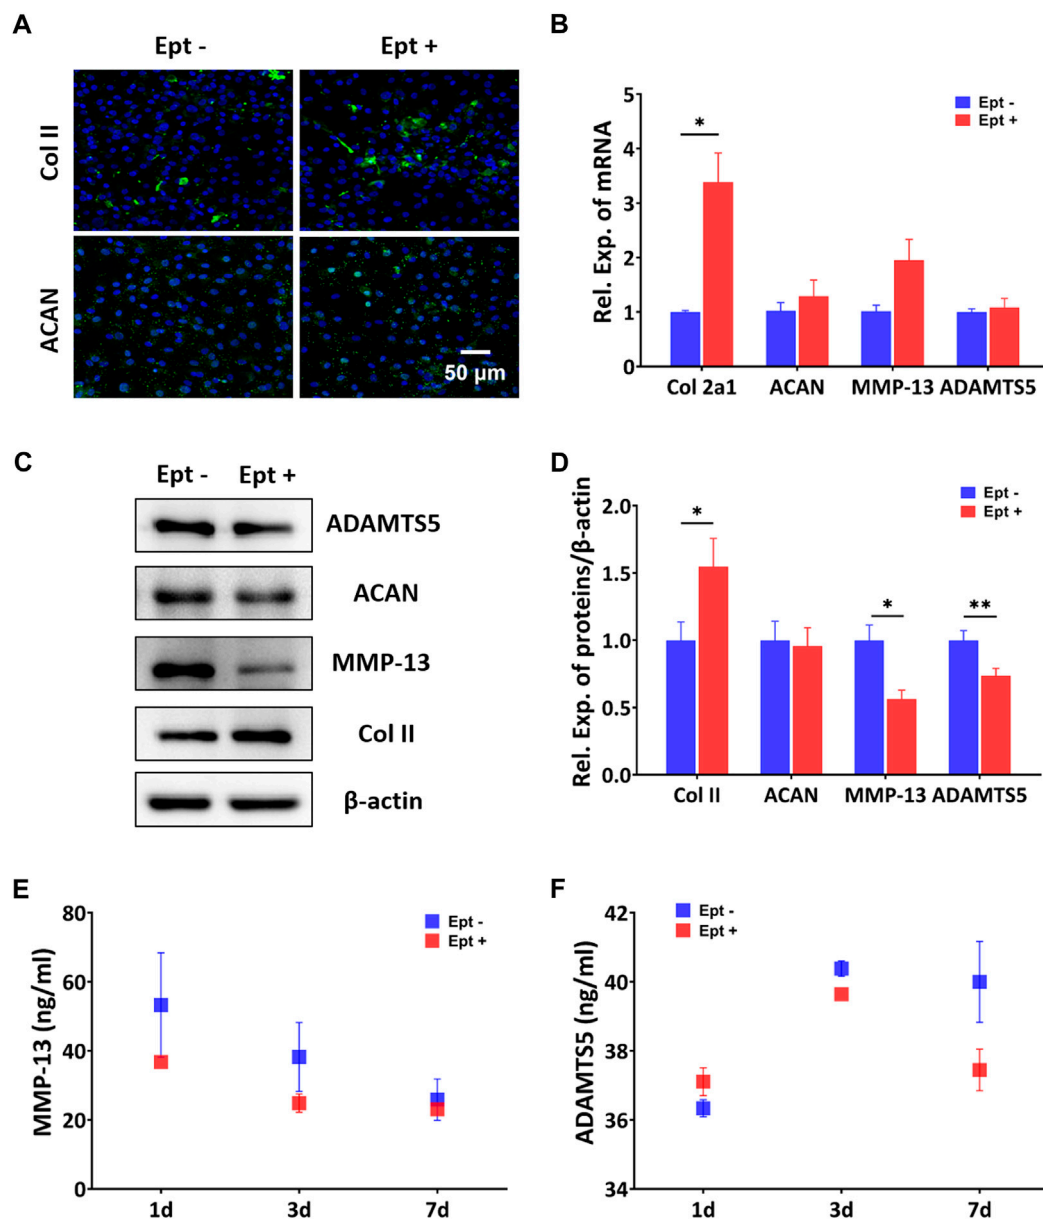 A
Ept -
Ept +
Col II
ACAN
50 μm
B
Rel. Exp. of mRNA
5
4
3
2
1
0
*
Ept -
Ept +
Col 2a1
ACAN
MMP-13
ADAMTS5
C
Ept -
Ept +
ADAMTS5
ACAN
MMP-13
Col II
β-actin
D
Rel. Exp. of proteins/β-actin
2.0
1.5
1.0
0.5
0.0
*
*
**
Ept -
Ept +
Col II
ACAN
MMP-13
ADAMTS5
E
MMP-13 (ng/ml)
80
60
40
20
0
Ept -
Ept +
1d
3d
7d
F
ADAMTS5 (ng/ml)
42
40
38
36
34
Ept -
Ept +
1d
3d
7d